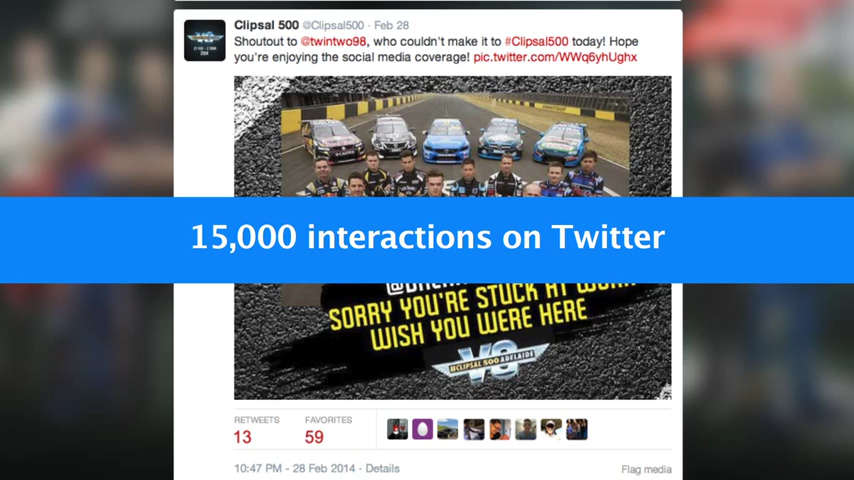 Clipsal 500 @Clipsal500 · Feb 28
Shoutout to @twintwo98, who couldn't make it to #Clipsal500 today! Hope
you're enjoying the social media coverage! pic.twitter.com/WWq6yhUghx
15,000 interactions on Twitter
SORRY YOU'RE STUCK AT WORK
WISH YOU WERE HERE
V8
#CLIPSAL 500 ADELAIDE
RETWEETS FAVORITES
13 59
10:47 PM - 28 Feb 2014 · Details Flag media